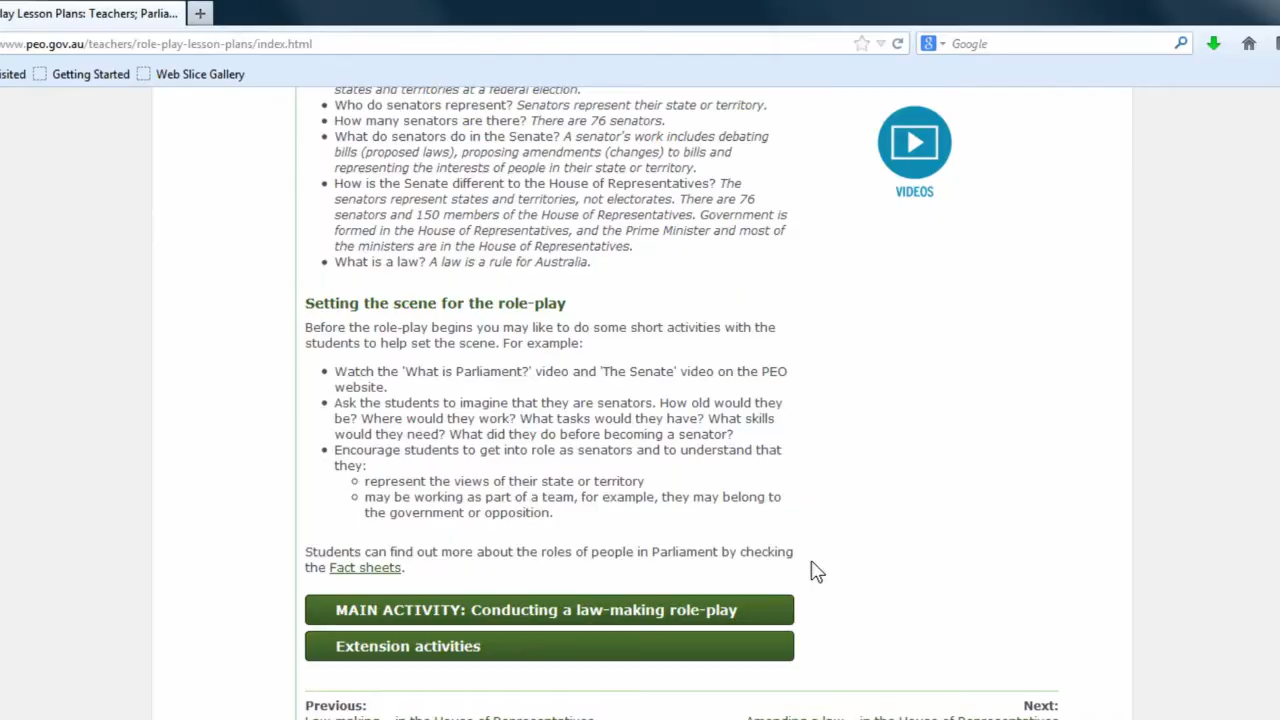 lay Lesson Plans: Teachers; Parlia...
www.peo.gov.au/teachers/role-play-lesson-plans/index.html
Google
isited Getting Started Web Slice Gallery
states and territories at a federal election.
• Who do senators represent? Senators represent their state or territory.
• How many senators are there? There are 76 senators.
• What do senators do in the Senate? A senator's work includes debating
bills (proposed laws), proposing amendments (changes) to bills and
representing the interests of people in their state or territory.
• How is the Senate different to the House of Representatives? The
senators represent states and territories, not electorates. There are 76
senators and 150 members of the House of Representatives. Government is
formed in the House of Representatives, and the Prime Minister and most of
the ministers are in the House of Representatives.
• What is a law? A law is a rule for Australia.
VIDEOS
Setting the scene for the role-play
Before the role-play begins you may like to do some short activities with the
students to help set the scene. For example:
• Watch the 'What is Parliament?' video and 'The Senate' video on the PEO
website.
• Ask the students to imagine that they are senators. How old would they
be? Where would they work? What tasks would they have? What skills
would they need? What did they do before becoming a senator?
• Encourage students to get into role as senators and to understand that
they:
represent the views of their state or territory
may be working as part of a team, for example, they may belong to
the government or opposition.
Students can find out more about the roles of people in Parliament by checking
the Fact sheets.
MAIN ACTIVITY: Conducting a law-making role-play
Extension activities
Previous:
Law-making – in the House of Representatives
Next:
Amending a law – in the House of Representatives